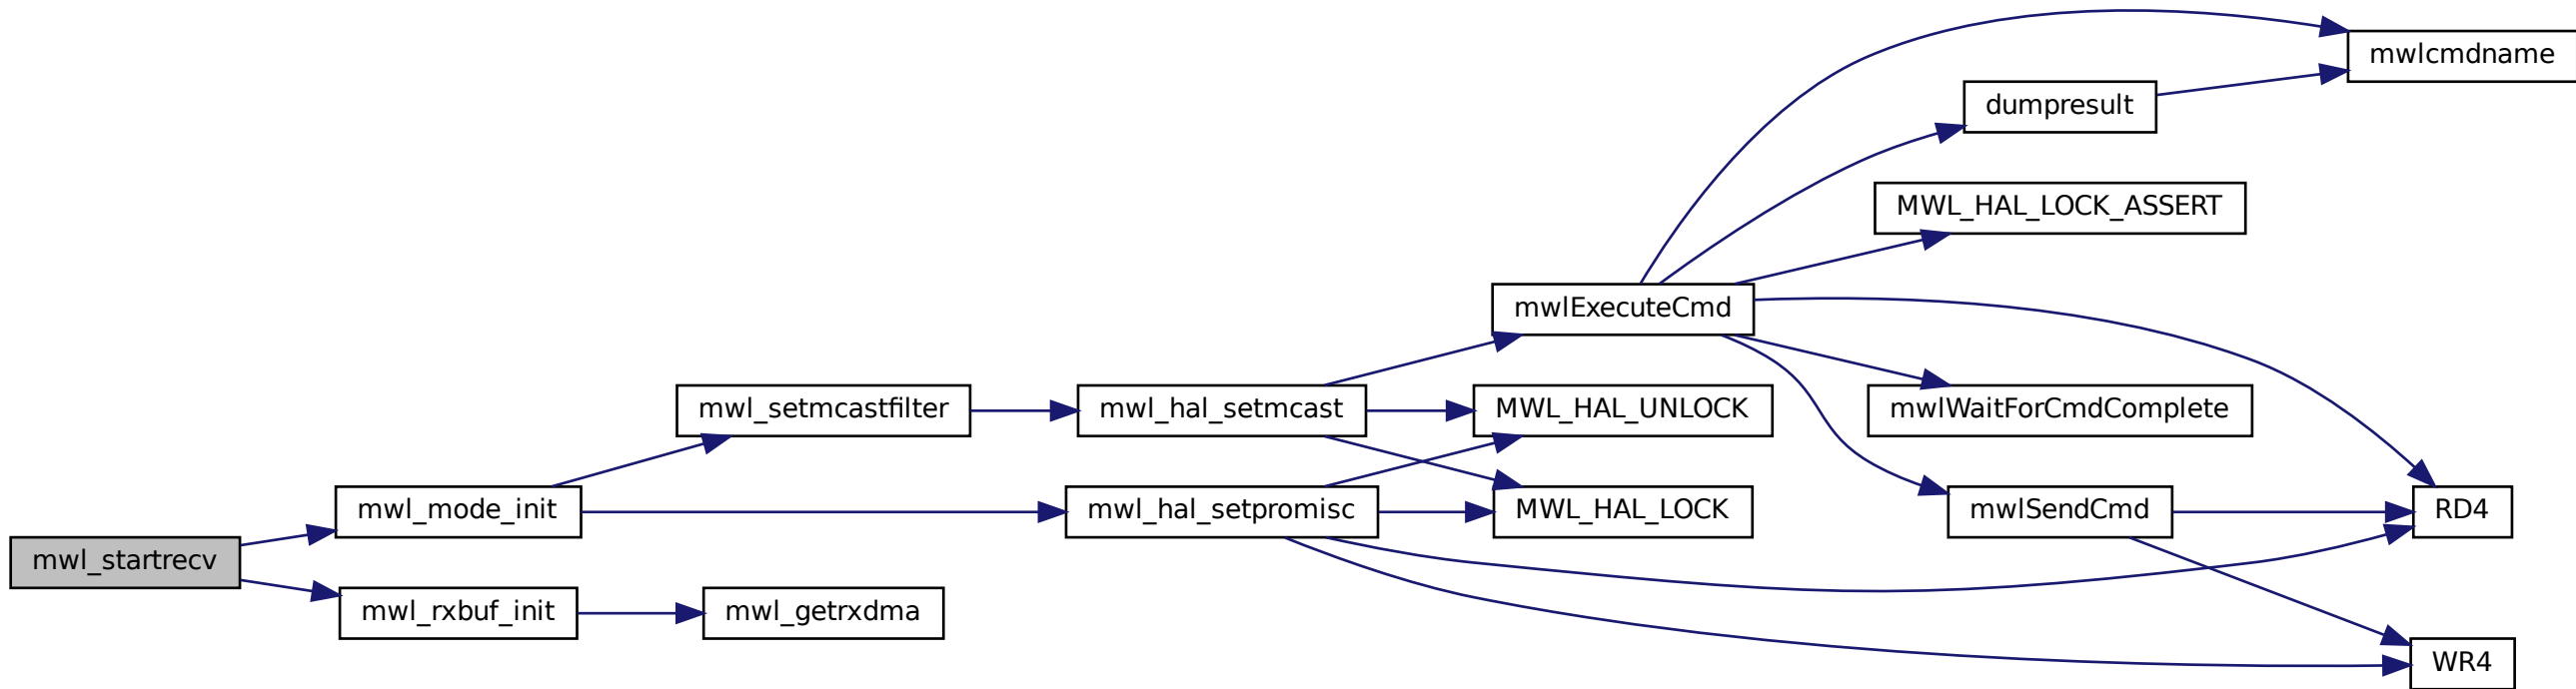 mwlcmdname
dumpresult
MWL_HAL_LOCK_ASSERT
mwlExecuteCmd
mwl_setmcastfilter
mwl_hal_setmcast
MWL_HAL_UNLOCK
mwlWaitForCmdComplete
mwl_mode_init
mwl_hal_setpromisc
MWL_HAL_LOCK
mwlSendCmd
RD4
mwl_startrecv
mwl_rxbuf_init
mwl_getrxdma
WR4